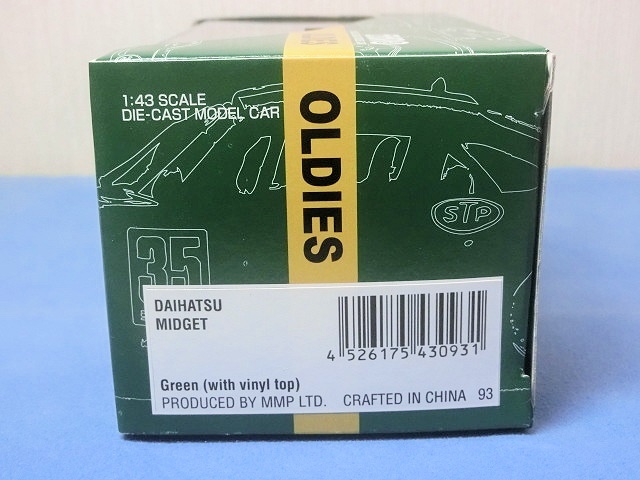 1:43 SCALE
DIE-CAST MODEL CAR
OLDIES
STP
35
DAIHATSU
MIDGET
4 526175 430931
Green (with vinyl top)
PRODUCED BY MMP LTD. CRAFTED IN CHINA 93